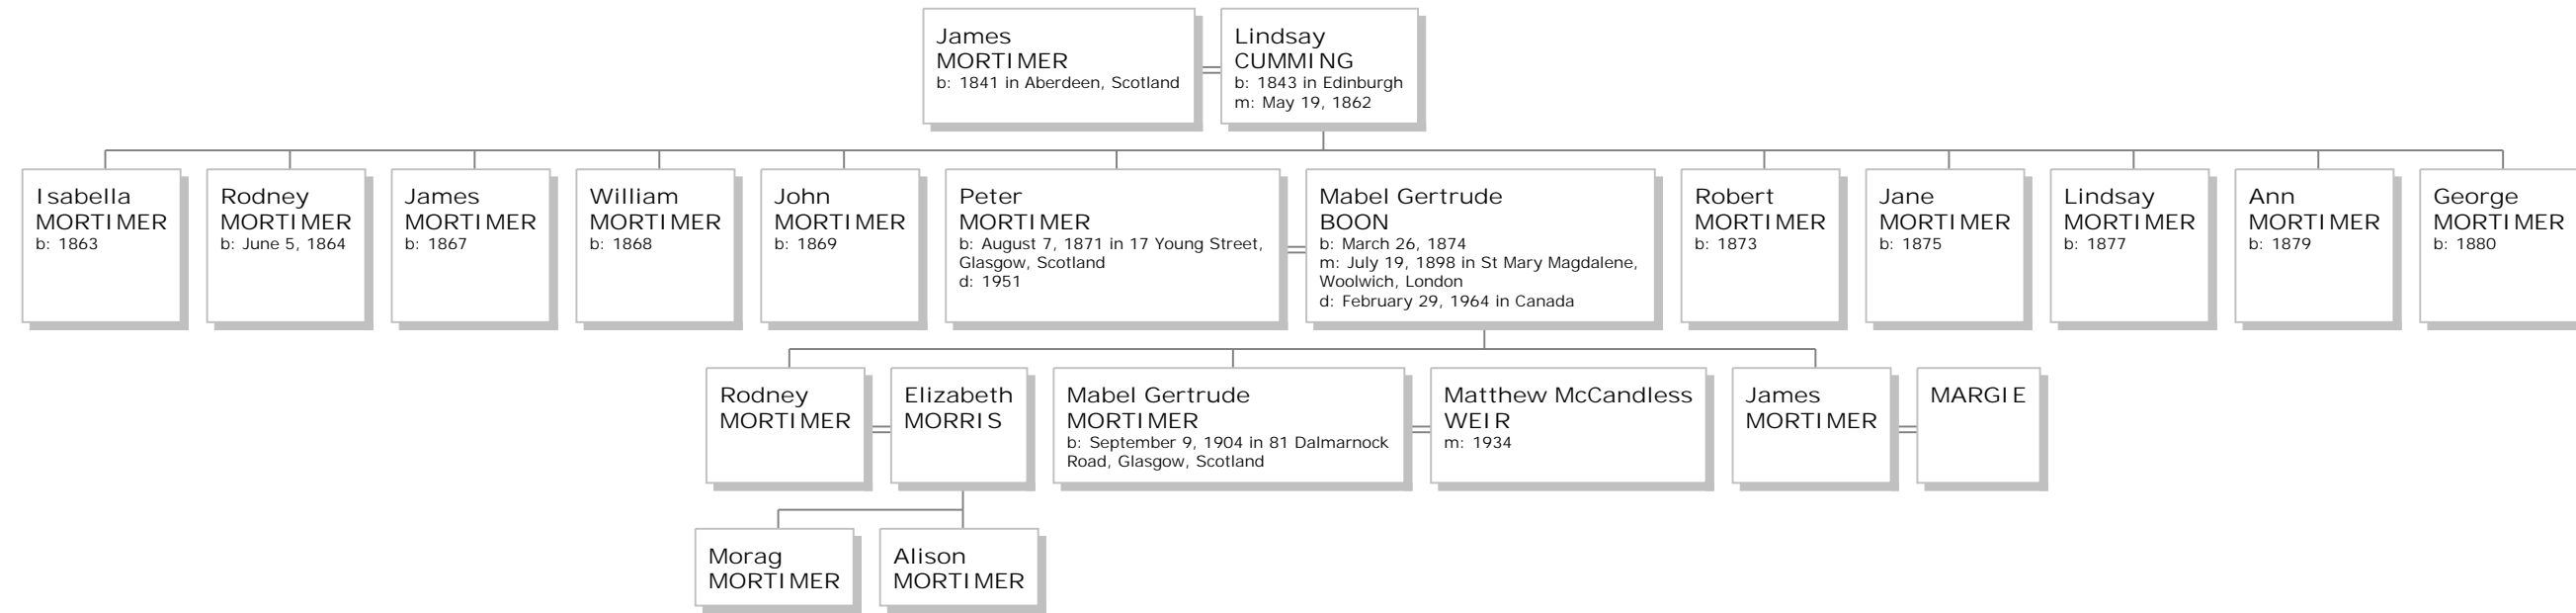 James
MORTIMER
b: 1841 in Aberdeen, Scotland
Lindsay
CUMMING
b: 1843 in Edinburgh
m: May 19, 1862
Isabella
MORTIMER
b: 1863
Rodney
MORTIMER
b: June 5, 1864
James
MORTIMER
b: 1867
William
MORTIMER
b: 1868
John
MORTIMER
b: 1869
Peter
MORTIMER
b: August 7, 1871 in 17 Young Street,
Glasgow, Scotland
d: 1951
Mabel Gertrude
BOON
b: March 26, 1874
m: July 19, 1898 in St Mary Magdalene,
Woolwich, London
d: February 29, 1964 in Canada
Robert
MORTIMER
b: 1873
Jane
MORTIMER
b: 1875
Lindsay
MORTIMER
b: 1877
Ann
MORTIMER
b: 1879
George
MORTIMER
b: 1880
Rodney
MORTIMER
Elizabeth
MORRIS
Mabel Gertrude
MORTIMER
b: September 9, 1904 in 81 Dalmarnock
Road, Glasgow, Scotland
Matthew McCandless
WEIR
m: 1934
James
MORTIMER
MARGIE
Morag
MORTIMER
Alison
MORTIMER